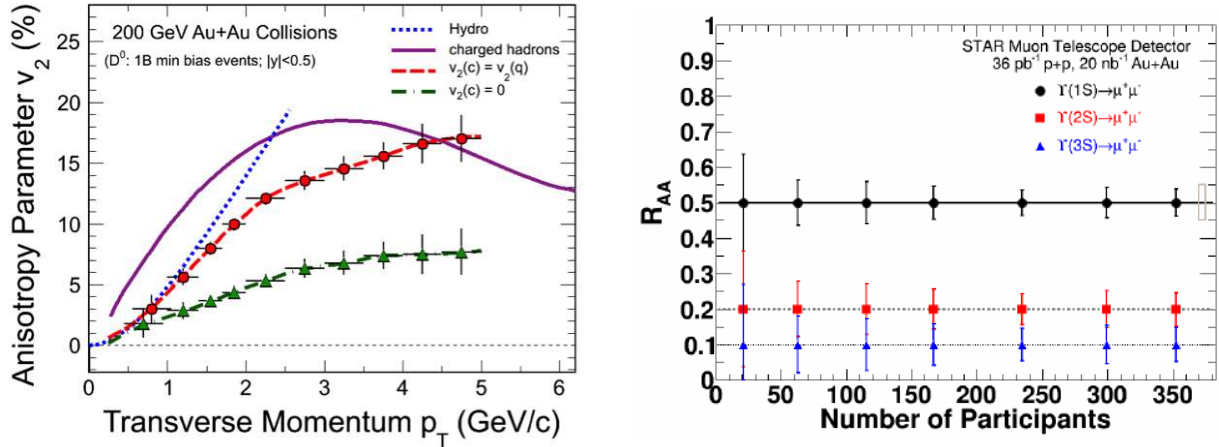 Anisotropy Parameter v2 (%)
25
20
15
10
5
0
200 GeV Au+Au Collisions
(D⁰: 1B min bias events; |y|<0.5)
Hydro
charged hadrons
v2(c) = v2(q)
v2(c) = 0
0 1 2 3 4 5 6
Transverse Momentum pT (GeV/c)
RAA
1
0.9
0.8
0.7
0.6
0.5
0.4
0.3
0.2
0.1
0
STAR Muon Telescope Detector
36 pb⁻¹ p+p, 20 nb⁻¹ Au+Au
ϒ(1S)→μ⁺μ⁻
ϒ(2S)→μ⁺μ⁻
ϒ(3S)→μ⁺μ⁻
0 50 100 150 200 250 300 350
Number of Participants